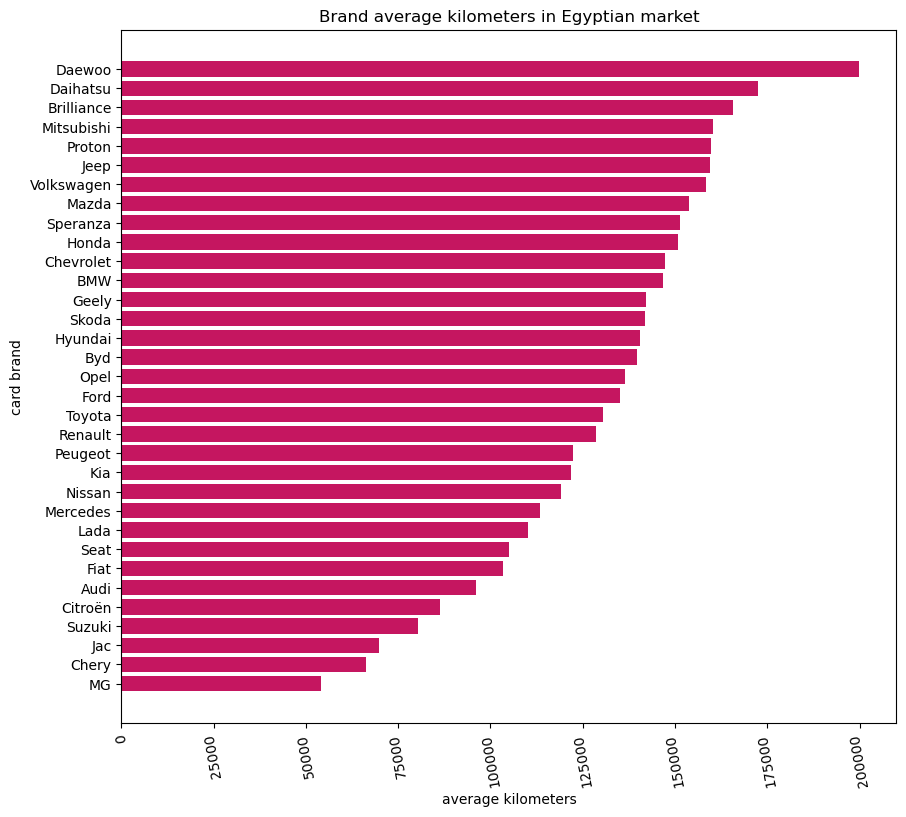 Brand average kilometers in Egyptian market
Daewoo
Daihatsu
Brilliance
Mitsubishi
Proton
Jeep
Volkswagen
Mazda
Speranza
Honda
Chevrolet
BMW
Geely
Skoda
Hyundai
Byd
Opel
Ford
Toyota
Renault
Peugeot
Kia
Nissan
Mercedes
Lada
Seat
Fiat
Audi
Citroën
Suzuki
Jac
Chery
MG
card brand
0 25000 50000 75000 100000 125000 150000 175000 200000
average kilometers